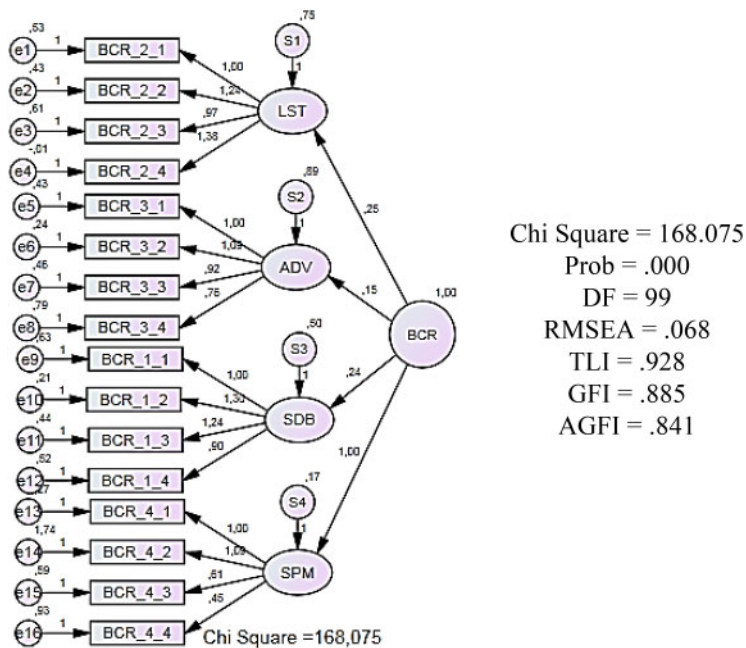 ,53
e1 1 BCR_2_1
,43
e2 1 BCR_2_2
,61
e3 1 BCR_2_3
-,01
e4 1 BCR_2_4
,75
S1
1
1,00
1,24
,97
1,38
LST
,43
e5 1 BCR_3_1
,24
e6 1 BCR_3_2
,46
e7 1 BCR_3_3
,79
e8 1 BCR_3_4
,89
S2
1
1,00
1,09
,92
,76
ADV
,63
e9 1 BCR_1_1
,21
e10 1 BCR_1_2
,44
e11 1 BCR_1_3
,62
e12 1 BCR_1_4
,50
S3
1
1,00
1,30
1,24
,90
SDB
e13 1 BCR_4_1
1,74
e14 1 BCR_4_2
,59
e15 1 BCR_4_3
,93
e16 1 BCR_4_4
,17
S4
1
1,00
1,09
,61
,45
SPM
,25
,15
,24
1,00
1,00
BCR
Chi Square =168,075
Chi Square = 168.075
Prob = .000
DF = 99
RMSEA = .068
TLI = .928
GFI = .885
AGFI = .841